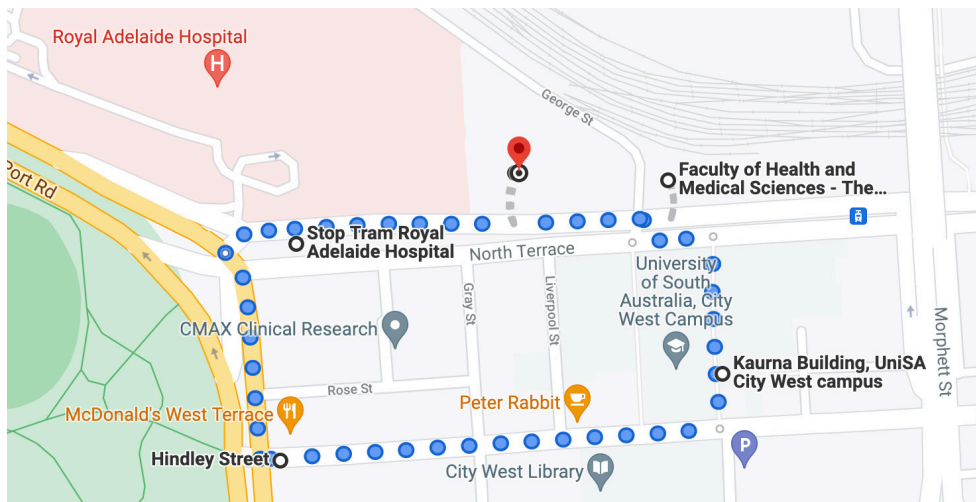 Royal Adelaide Hospital
H
George St
Port Rd
Faculty of Health and
Medical Sciences - The...
Stop Tram Royal
Adelaide Hospital
North Terrace
University
of South
Australia, City
West Campus
Gray St
Liverpool St
CMAX Clinical Research
Morphett St
Kaurna Building, UniSA
City West campus
Rose St
McDonald's West Terrace
Peter Rabbit
Hindley Street
City West Library
P